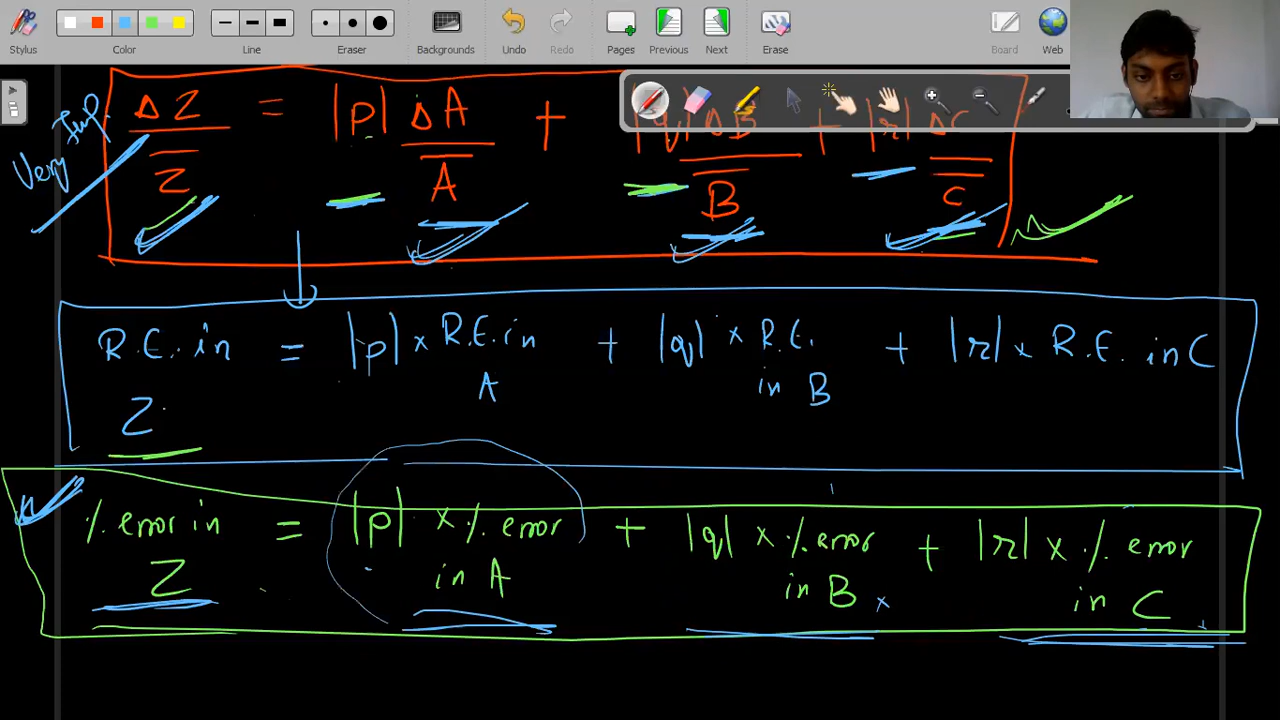 Stylus Color Line Eraser Backgrounds Undo Redo Pages Previous Next Erase Board Web
Very Imp
ΔZ/Z = |p| ΔA/A + |q| ΔB/B + |r| ΔC/C
R.E. in Z = |p| × R.E. in A + |q| × R.E. in B + |r| × R.E. in C
% error in Z = |p| × % error in A + |q| × % error in B + |r| × % error in C